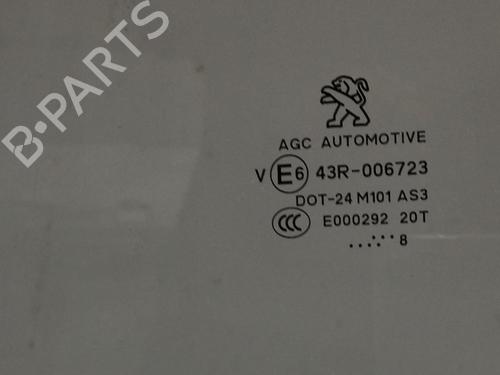 B-PARTS
AGC AUTOMOTIVE
V E6 43R-006723
DOT-24 M101 AS3
CCC E000292 20T
.....:.:' 8